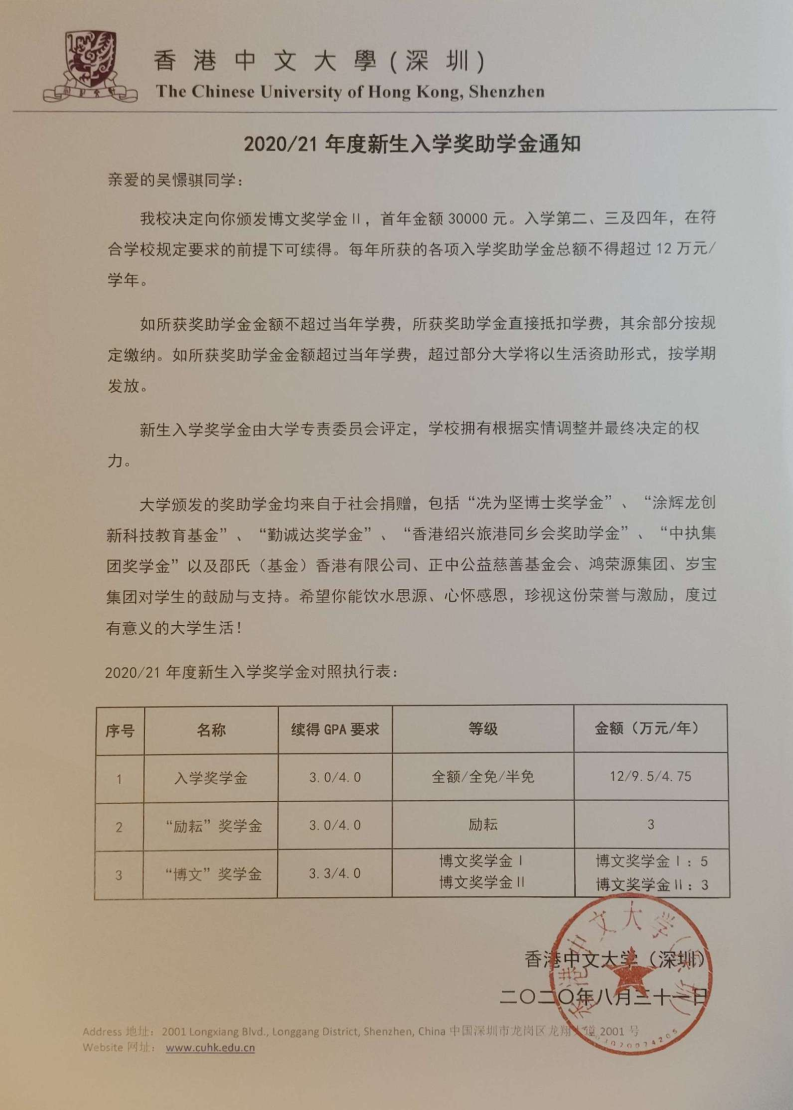 香港中文大學(深圳)
The Chinese University of Hong Kong, Shenzhen
2020/21 年度新生入学奖助学金通知
亲爱的吴憬骐同学：
我校决定向你颁发博文奖学金Ⅱ，首年金额 30000 元。入学第二、三及四年，在符
合学校规定要求的前提下可续得。每年所获的各项入学奖助学金总额不得超过 12 万元/
学年。
如所获奖助学金金额不超过当年学费，所获奖助学金直接抵扣学费，其余部分按规
定缴纳。如所获奖助学金金额超过当年学费，超过部分大学将以生活资助形式，按学期
发放。
新生入学奖学金由大学专责委员会评定，学校拥有根据实情调整并最终决定的权
力。
大学颁发的奖助学金均来自于社会捐赠，包括“冼为坚博士奖学金”、“涂辉龙创
新科技教育基金”、“勤诚达奖学金”、“香港绍兴旅港同乡会奖助学金”、“中执集
团奖学金”以及邵氏（基金）香港有限公司、正中公益慈善基金会、鸿荣源集团、岁宝
集团对学生的鼓励与支持。希望你能饮水思源、心怀感恩，珍视这份荣誉与激励，度过
有意义的大学生活！
2020/21 年度新生入学奖学金对照执行表：
序号 名称 续得 GPA 要求 等级 金额（万元/年）
1 入学奖学金 3.0/4.0 全额/全免/半免 12/9.5/4.75
2 “励耘”奖学金 3.0/4.0 励耘 3
3 “博文”奖学金 3.3/4.0 博文奖学金Ⅰ 博文奖学金Ⅰ：5
博文奖学金Ⅱ 博文奖学金Ⅱ：3
香港中文大学（深圳）
二〇二〇年八月三十一日
香港中文大学（深圳）
Address 地址： 2001 Longxiang Blvd., Longgang District, Shenzhen, China 中国深圳市龙岗区龙翔大道 2001 号
Website 网址： www.cuhk.edu.cn